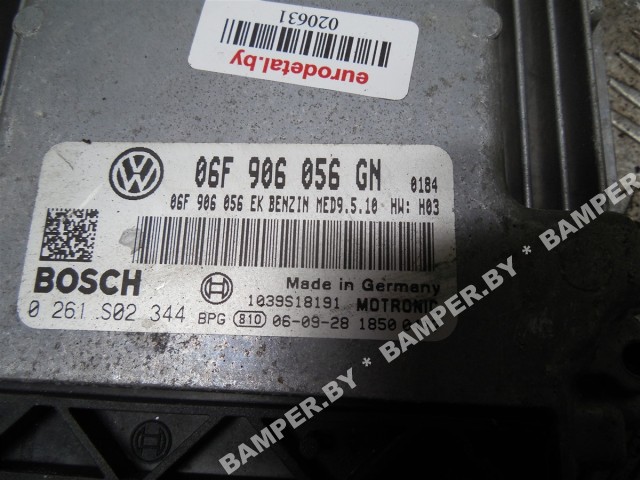 020631
eurodetal.by
06F 906 056 GN 0184
06F 906 056 EK BENZIN MED9.5.10 HW: H03
BOSCH
Made in Germany
1039S18191 MOTRONIC
0 261 S02 344 BPG 810 06-09-28 1850
BAMPER.BY * BAMPER.BY * BAMPER.BY